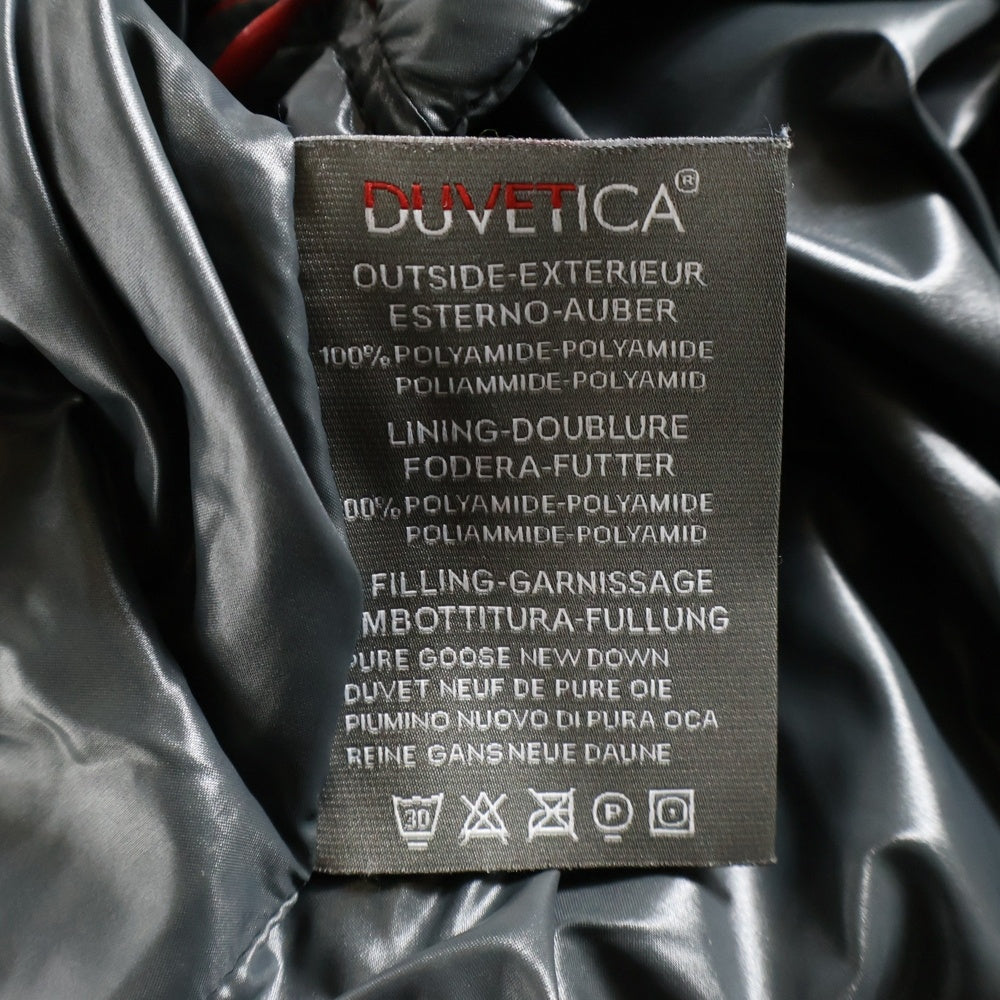 DUVETICA®
OUTSIDE-EXTERIEUR
ESTERNO-AUBER
100% POLYAMIDE-POLYAMIDE
POLIAMMIDE-POLYAMID
LINING-DOUBLURE
FODERA-FUTTER
00% POLYAMIDE-POLYAMIDE
POLIAMMIDE-POLYAMID
FILLING-GARNISSAGE
MBOTTITURA-FULLUNG
PURE GOOSE NEW DOWN
DUVET NEUF DE PURE OIE
PIUMINO NUOVO DI PURA OCA
REINE GANS NEUE DAUNE
30 P